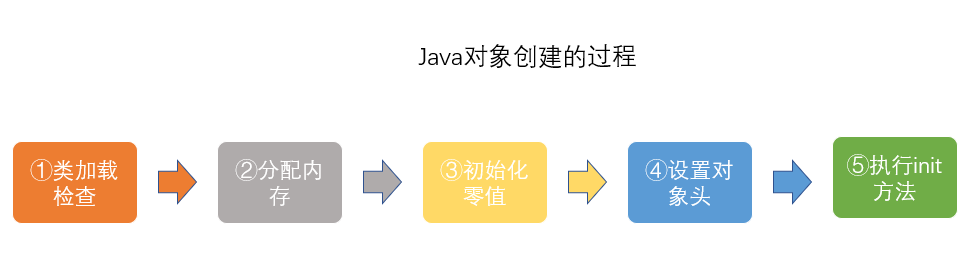 Java对象创建的过程
①类加载
检查
②分配内
存
③初始化
零值
④设置对
象头
⑤执行init
方法